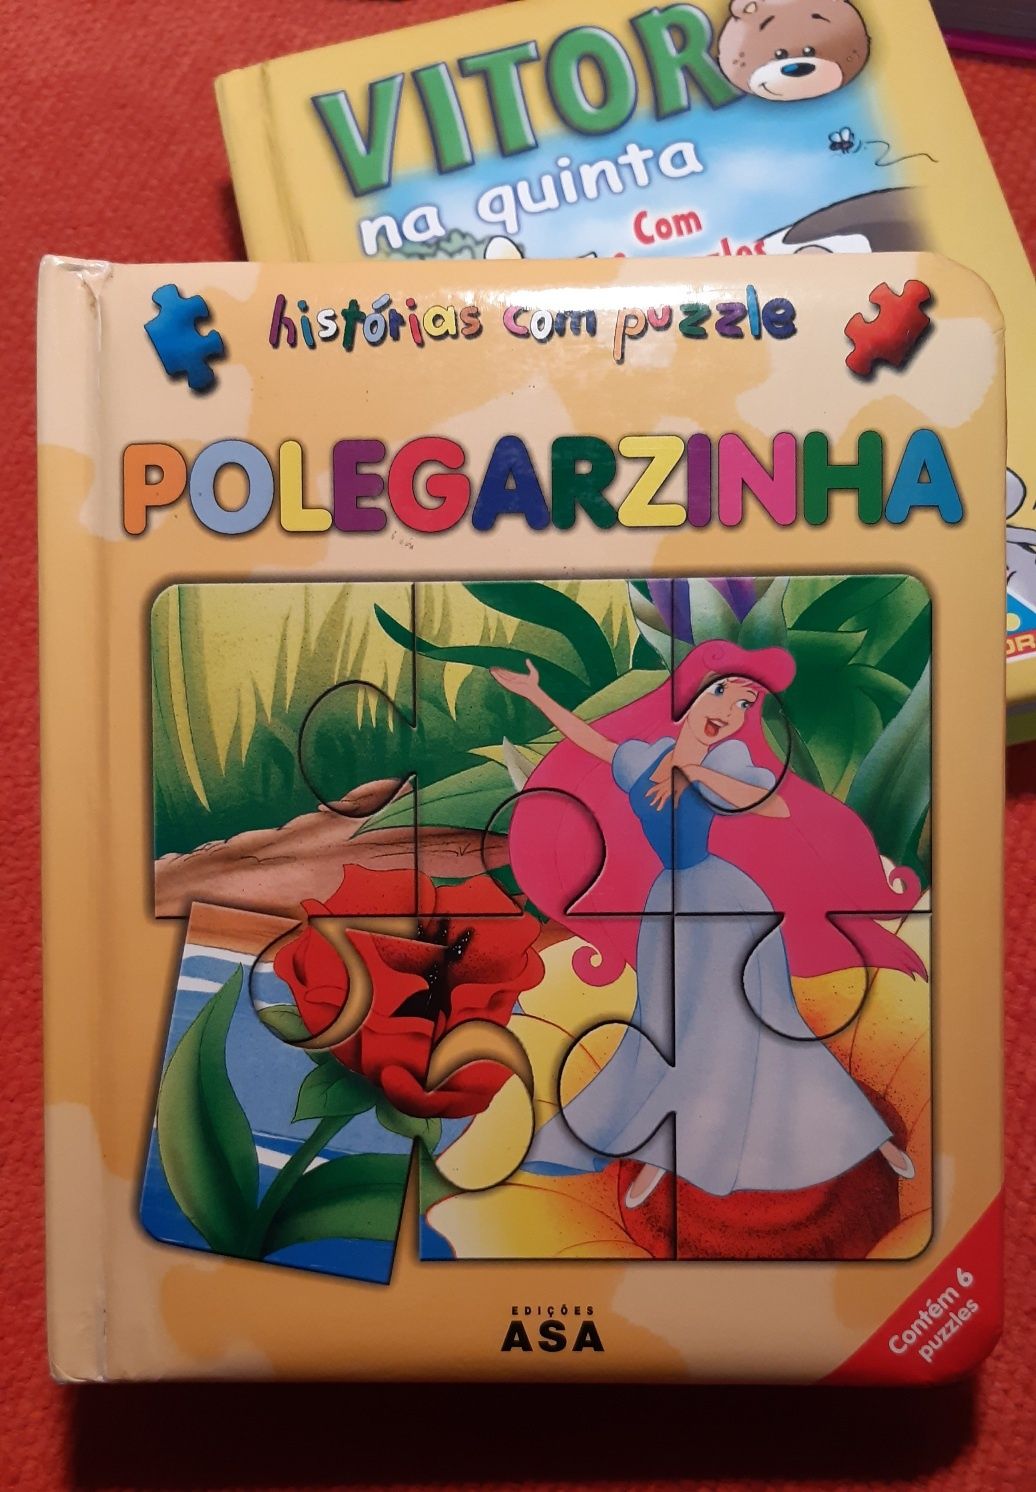 VITOR
na quinta
Com
histórias com puzzle
POLEGARZINHA
EDIÇÕES
ASA
Contém 6
puzzles